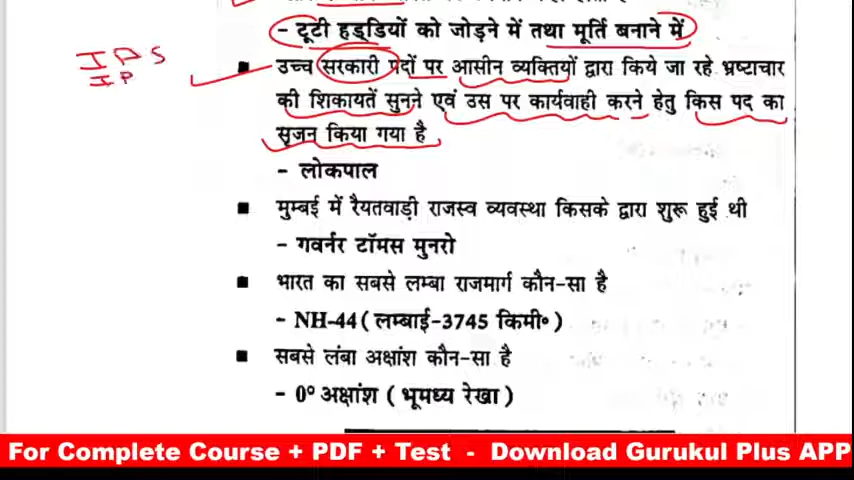 - टूटी हड्डियों को जोड़ने में तथा मूर्ति बनाने में
IPS
IP
■ उच्च सरकारी पदों पर आसीन व्यक्तियों द्वारा किये जा रहे भ्रष्टाचार
की शिकायतें सुनने एवं उस पर कार्यवाही करने हेतु किस पद का
सृजन किया गया है
- लोकपाल
■ मुम्बई में रैयतवाड़ी राजस्व व्यवस्था किसके द्वारा शुरू हुई थी
- गवर्नर टॉमस मुनरो
■ भारत का सबसे लम्बा राजमार्ग कौन-सा है
- NH-44 ( लम्बाई-3745 किमी॰ )
■ सबसे लंबा अक्षांश कौन-सा है
- 0° अक्षांश ( भूमध्य रेखा )
For Complete Course + PDF + Test - Download Gurukul Plus APP